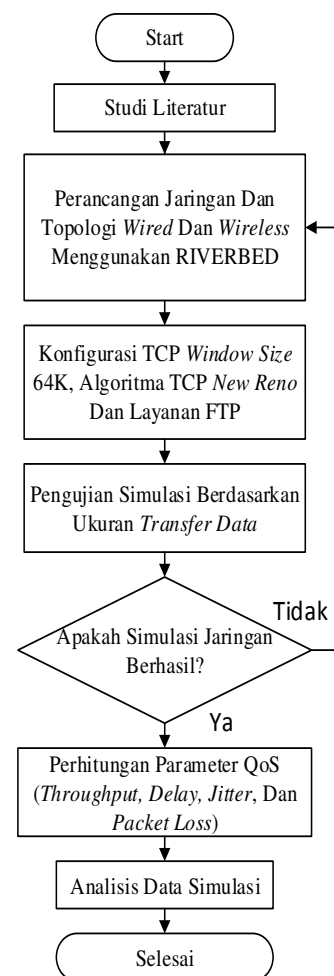 Start
Studi Literatur
Perancangan Jaringan Dan
Topologi Wired Dan Wireless
Menggunakan RIVERBED
Konfigurasi TCP Window Size
64K, Algoritma TCP New Reno
Dan Layanan FTP
Pengujian Simulasi Berdasarkan
Ukuran Transfer Data
Apakah Simulasi Jaringan
Berhasil?
Tidak
Ya
Perhitungan Parameter QoS
(Throughput, Delay, Jitter, Dan
Packet Loss)
Analisis Data Simulasi
Selesai